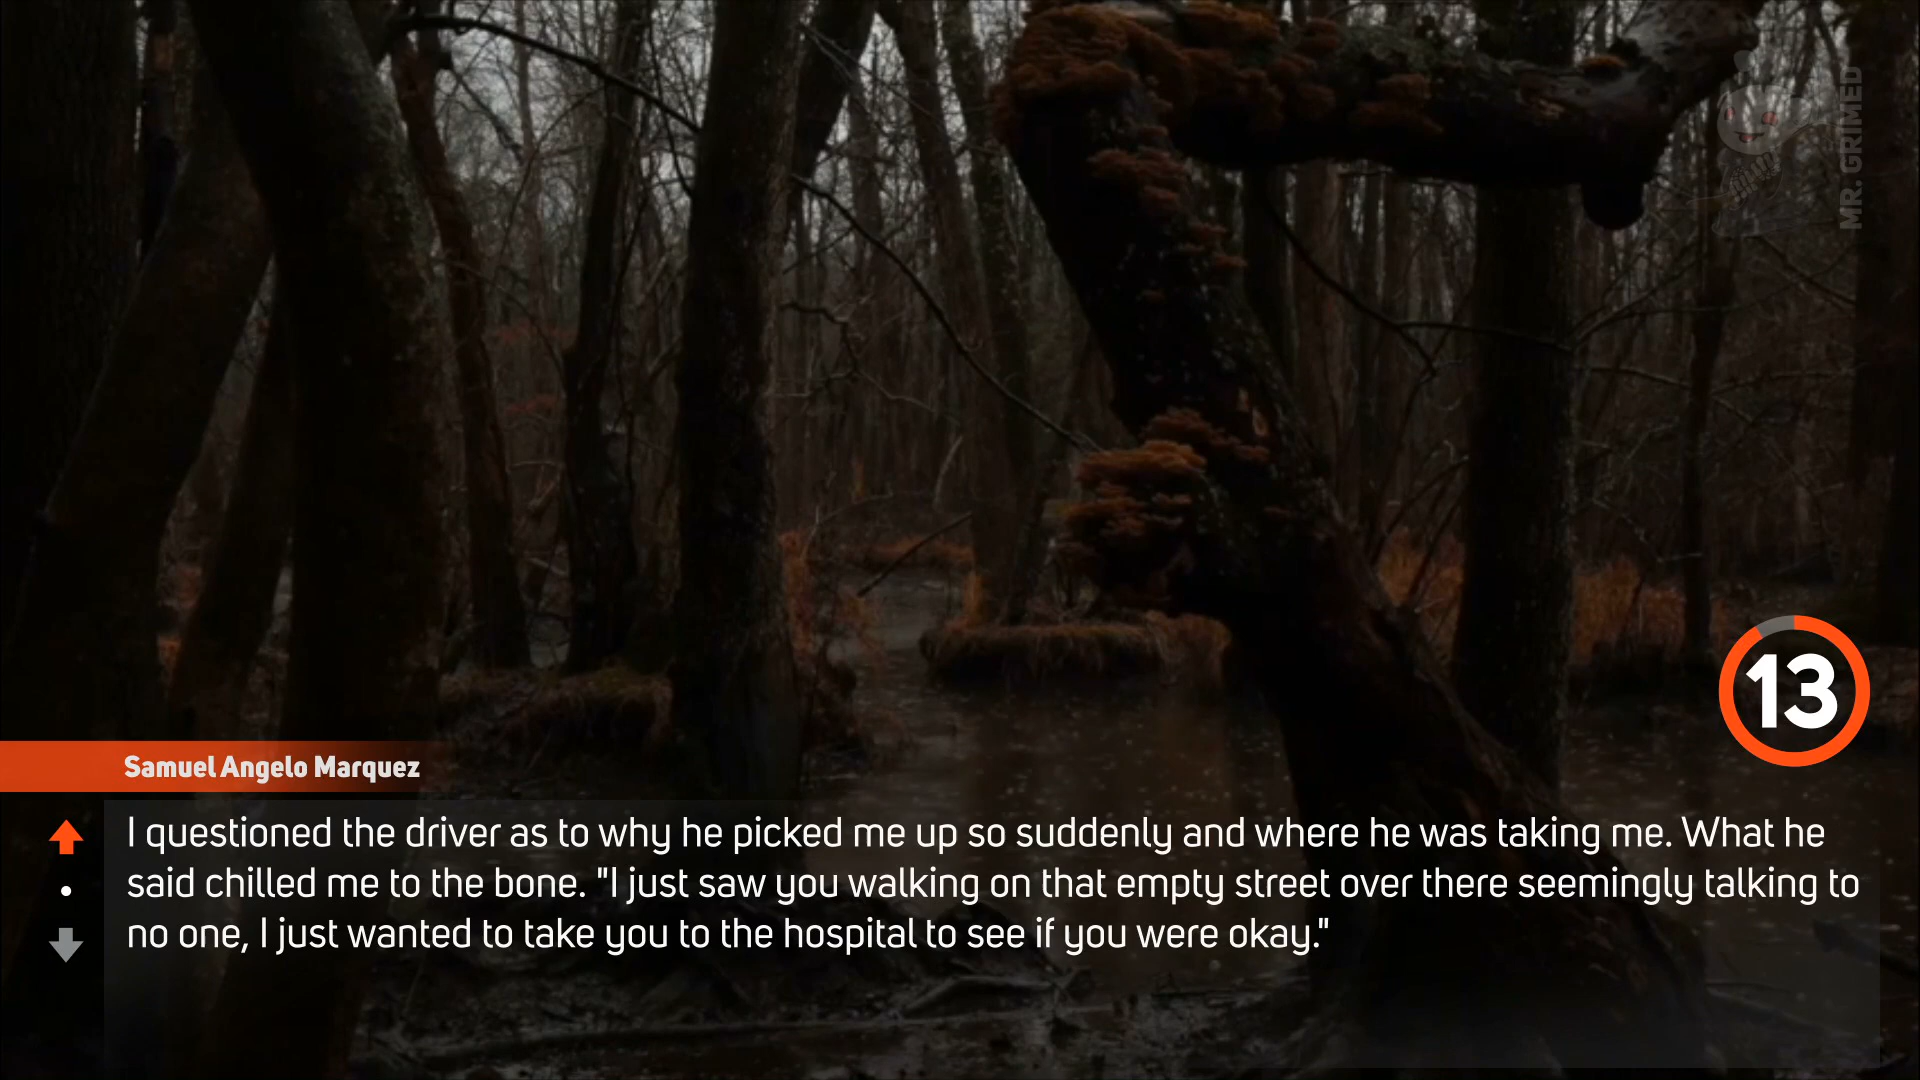 MR. GRIMED
13
Samuel Angelo Marquez
I questioned the driver as to why he picked me up so suddenly and where he was taking me. What he
said chilled me to the bone. "I just saw you walking on that empty street over there seemingly talking to
no one, I just wanted to take you to the hospital to see if you were okay."